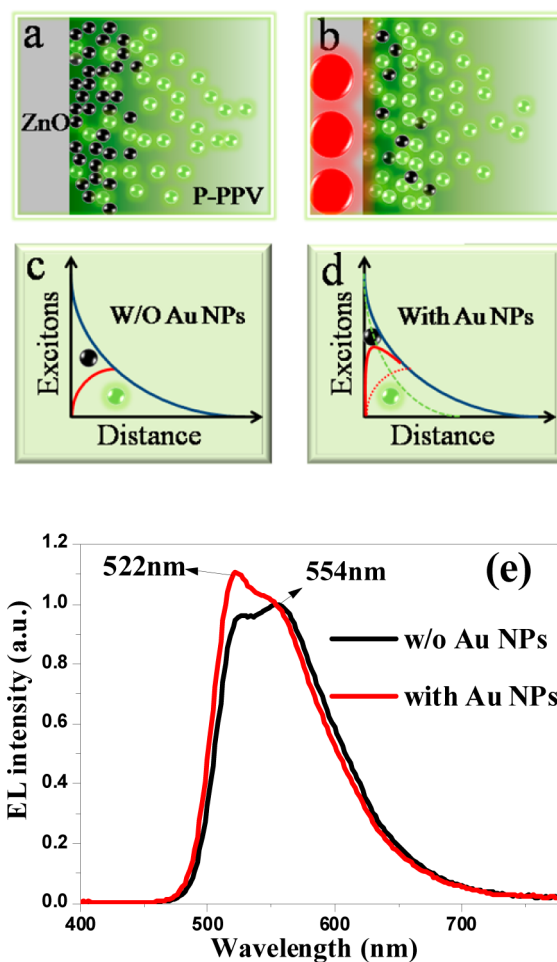 a
b
ZnO
P-PPV
c
d
W/O Au NPs
With Au NPs
Excitons
Excitons
Distance
Distance
1.2
522nm
554nm
(e)
1.0
w/o Au NPs
0.8
with Au NPs
0.6
0.4
0.2
0.0
EL intensity (a.u.)
400 500 600 700
Wavelength (nm)